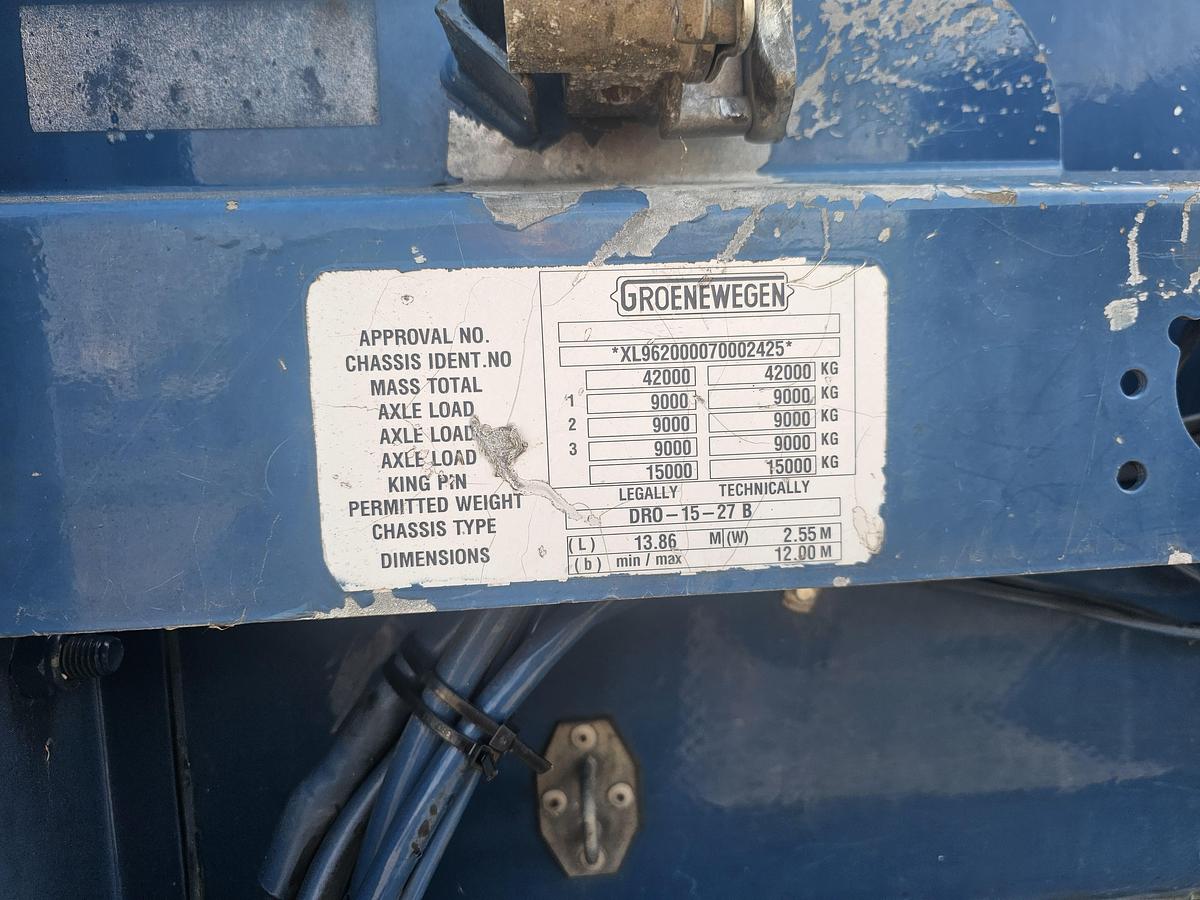 GROENEWEGEN
APPROVAL NO.
CHASSIS IDENT.NO *XL962000070002425*
MASS TOTAL 42000 42000 KG
AXLE LOAD 1 9000 9000 KG
AXLE LOAD 2 9000 9000 KG
AXLE LOAD 3 9000 9000 KG
KING PIN 15000 15000 KG
PERMITTED WEIGHT LEGALLY TECHNICALLY
CHASSIS TYPE DRO-15-27 B
DIMENSIONS (L) 13.86 M (W) 2.55 M
(b) min / max 12.00 M